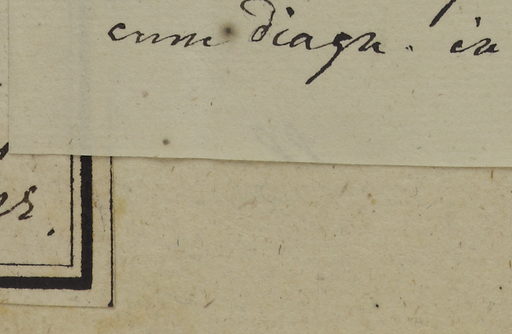 cum diagn. in